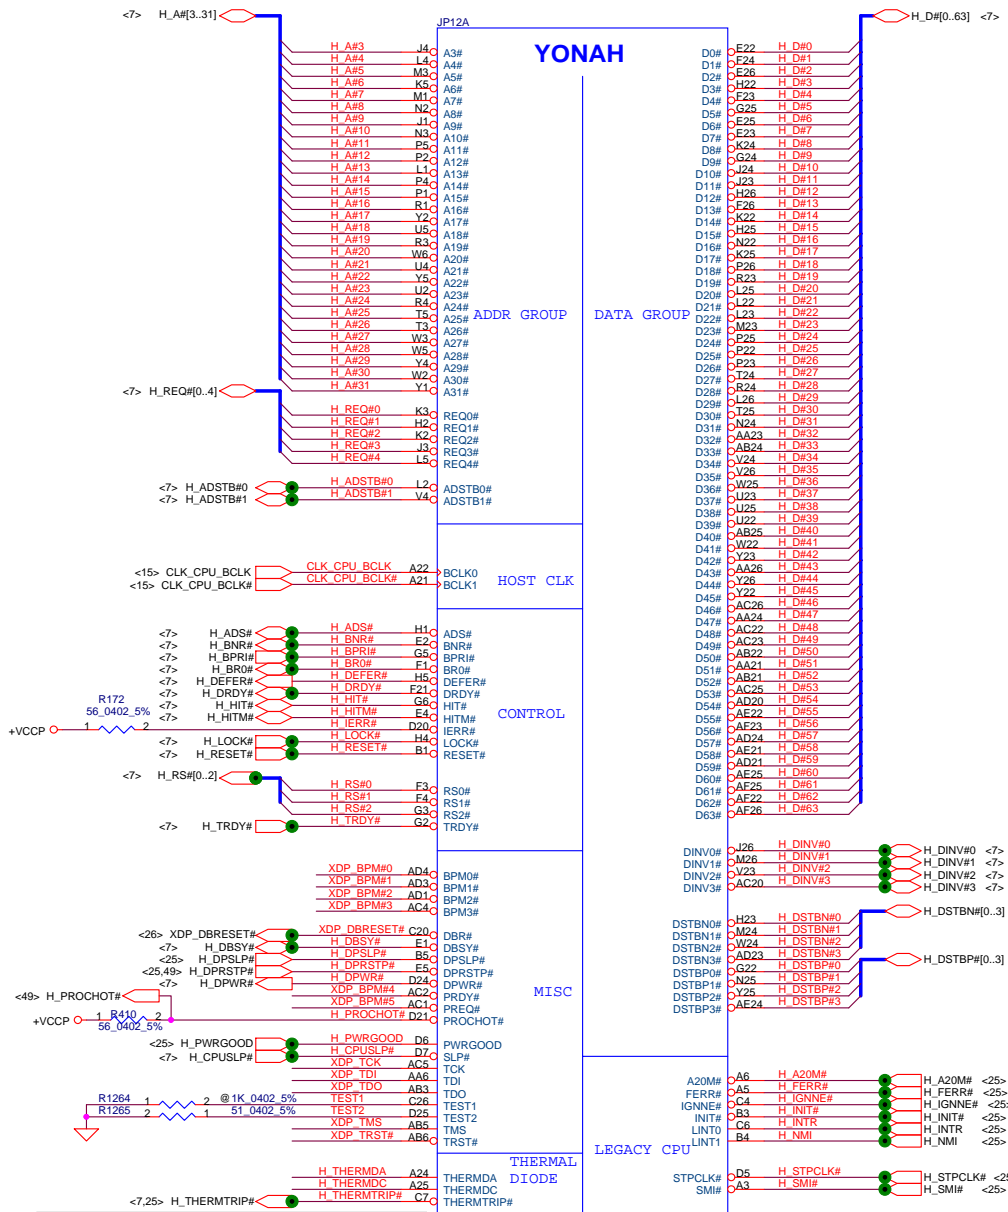 <7> H_A#[3..31]
JP12A
YONAH
H_D#[0..63] <7>
H_A#3 J4 A3#
H_A#4 L4 A4#
H_A#5 M3 A5#
H_A#6 K5 A6#
H_A#7 M1 A7#
H_A#8 N2 A8#
H_A#9 J1 A9#
H_A#10 N3 A10#
H_A#11 P5 A11#
H_A#12 P2 A12#
H_A#13 L1 A13#
H_A#14 P4 A14#
H_A#15 P1 A15#
H_A#16 R1 A16#
H_A#17 Y2 A17#
H_A#18 U5 A18#
H_A#19 R3 A19#
H_A#20 W6 A20#
H_A#21 U4 A21#
H_A#22 Y5 A22#
H_A#23 U2 A23#
H_A#24 R4 A24#
H_A#25 T5 A25#
H_A#26 T3 A26#
H_A#27 W3 A27#
H_A#28 W5 A28#
H_A#29 Y4 A29#
H_A#30 W2 A30#
H_A#31 Y1 A31#
ADDR GROUP
<7> H_REQ#[0..4]
H_REQ#0 K3 REQ0#
H_REQ#1 H2 REQ1#
H_REQ#2 K2 REQ2#
H_REQ#3 J3 REQ3#
H_REQ#4 L5 REQ4#
<7> H_ADSTB#0 H_ADSTB#0 L2 ADSTB0#
<7> H_ADSTB#1 H_ADSTB#1 V4 ADSTB1#
<15> CLK_CPU_BCLK CLK_CPU_BCLK A22 BCLK0
<15> CLK_CPU_BCLK# CLK_CPU_BCLK# A21 BCLK1
HOST CLK
<7> H_ADS# H_ADS# H1 ADS#
<7> H_BNR# H_BNR# E2 BNR#
<7> H_BPRI# H_BPRI# G5 BPRI#
<7> H_BR0# H_BR0# F1 BR0#
<7> H_DEFER# H_DEFER# H5 DEFER#
<7> H_DRDY# H_DRDY# F21 DRDY#
<7> H_HIT# H_HIT# G6 HIT#
<7> H_HITM# H_HITM# E4 HITM#
R172
56_0402_5%
+VCCP 1 2 H_IERR# D20 IERR#
<7> H_LOCK# H_LOCK# H4 LOCK#
<7> H_RESET# H_RESET# B1 RESET#
CONTROL
<7> H_RS#[0..2]
H_RS#0 F3 RS0#
H_RS#1 F4 RS1#
H_RS#2 G3 RS2#
<7> H_TRDY# H_TRDY# G2 TRDY#
XDP_BPM#0 AD4 BPM0#
XDP_BPM#1 AD3 BPM1#
XDP_BPM#2 AD1 BPM2#
XDP_BPM#3 AC4 BPM3#
<26> XDP_DBRESET# XDP_DBRESET# C20 DBR#
<7> H_DBSY# H_DBSY# E1 DBSY#
<25> H_DPSLP# H_DPSLP# B5 DPSLP#
<25,49> H_DPRSTP# H_DPRSTP# E5 DPRSTP#
<7> H_DPWR# H_DPWR# D24 DPWR#
XDP_BPM#4 AC2 PRDY#
XDP_BPM#5 AC1 PREQ#
MISC
<49> H_PROCHOT#
+VCCP 1 R410 2 H_PROCHOT# D21 PROCHOT#
56_0402_5%
<25> H_PWRGOOD H_PWRGOOD D6 PWRGOOD
<7> H_CPUSLP# H_CPUSLP# D7 SLP#
XDP_TCK AC5 TCK
XDP_TDI AA6 TDI
XDP_TDO AB3 TDO
R1264 1 2 @1K_0402_5% TEST1 C26 TEST1
R1265 2 1 51_0402_5% TEST2 D25 TEST2
XDP_TMS AB5 TMS
XDP_TRST# AB6 TRST#
THERMAL
DIODE
H_THERMDA A24 THERMDA
H_THERMDC A25 THERMDC
<7,25> H_THERMTRIP# H_THERMTRIP# C7 THERMTRIP#
DATA GROUP
D0# E22 H_D#0
D1# F24 H_D#1
D2# E26 H_D#2
D3# H22 H_D#3
D4# F23 H_D#4
D5# G25 H_D#5
D6# E25 H_D#6
D7# E23 H_D#7
D8# K24 H_D#8
D9# G24 H_D#9
D10# J24 H_D#10
D11# J23 H_D#11
D12# H26 H_D#12
D13# F26 H_D#13
D14# K22 H_D#14
D15# H25 H_D#15
D16# N22 H_D#16
D17# K25 H_D#17
D18# P26 H_D#18
D19# R23 H_D#19
D20# L25 H_D#20
D21# L22 H_D#21
D22# L23 H_D#22
D23# M23 H_D#23
D24# P25 H_D#24
D25# P22 H_D#25
D26# P23 H_D#26
D27# T24 H_D#27
D28# R24 H_D#28
D29# L26 H_D#29
D30# T25 H_D#30
D31# N24 H_D#31
D32# AA23 H_D#32
D33# AB24 H_D#33
D34# V24 H_D#34
D35# V26 H_D#35
D36# W25 H_D#36
D37# U23 H_D#37
D38# U25 H_D#38
D39# U22 H_D#39
D40# AB25 H_D#40
D41# W22 H_D#41
D42# Y23 H_D#42
D43# AA26 H_D#43
D44# Y26 H_D#44
D45# Y22 H_D#45
D46# AC26 H_D#46
D47# AA24 H_D#47
D48# AC22 H_D#48
D49# AC23 H_D#49
D50# AB22 H_D#50
D51# AA21 H_D#51
D52# AB21 H_D#52
D53# AC25 H_D#53
D54# AD20 H_D#54
D55# AE22 H_D#55
D56# AF23 H_D#56
D57# AD24 H_D#57
D58# AE21 H_D#58
D59# AD21 H_D#59
D60# AE25 H_D#60
D61# AF25 H_D#61
D62# AF22 H_D#62
D63# AF26 H_D#63
DINV0# J26 H_DINV#0 H_DINV#0 <7>
DINV1# M26 H_DINV#1 H_DINV#1 <7>
DINV2# V23 H_DINV#2 H_DINV#2 <7>
DINV3# AC20 H_DINV#3 H_DINV#3 <7>
H_DSTBN#[0..3]
DSTBN0# H23 H_DSTBN#0
DSTBN1# M24 H_DSTBN#1
DSTBN2# W24 H_DSTBN#2
DSTBN3# AD23 H_DSTBN#3
H_DSTBP#[0..3]
DSTBP0# G22 H_DSTBP#0
DSTBP1# N25 H_DSTBP#1
DSTBP2# Y25 H_DSTBP#2
DSTBP3# AE24 H_DSTBP#3
A20M# A6 H_A20M# H_A20M# <25>
FERR# A5 H_FERR# H_FERR# <25>
IGNNE# C4 H_IGNNE# H_IGNNE# <25>
INIT# B3 H_INIT# H_INIT# <25>
LINT0 C6 H_INTR H_INTR <25>
LINT1 B4 H_NMI H_NMI <25>
LEGACY CPU
STPCLK# D5 H_STPCLK# H_STPCLK# <25
SMI# A3 H_SMI# H_SMI# <25>